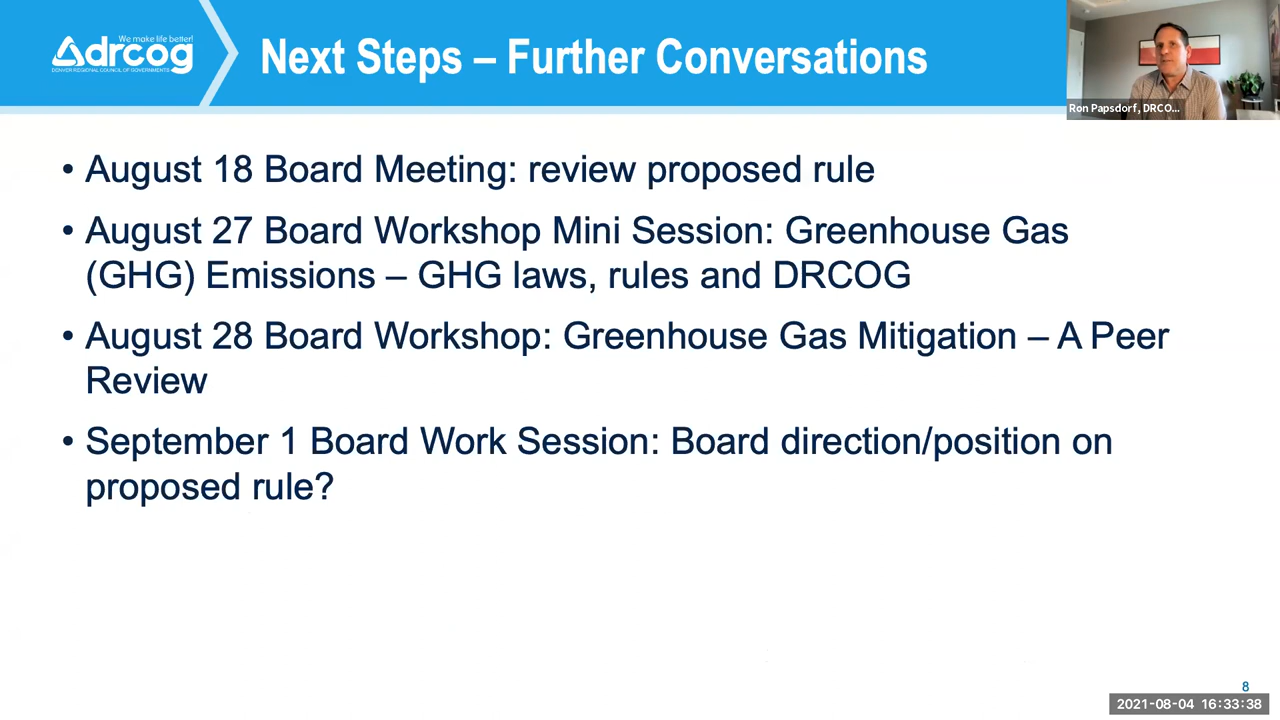 We make life better!
drcog
DENVER REGIONAL COUNCIL OF GOVERNMENTS
Next Steps – Further Conversations
Ron Papsdorf, DRCO...
• August 18 Board Meeting: review proposed rule
• August 27 Board Workshop Mini Session: Greenhouse Gas
(GHG) Emissions – GHG laws, rules and DRCOG
• August 28 Board Workshop: Greenhouse Gas Mitigation – A Peer
Review
• September 1 Board Work Session: Board direction/position on
proposed rule?
8
2021-08-04 16:33:38